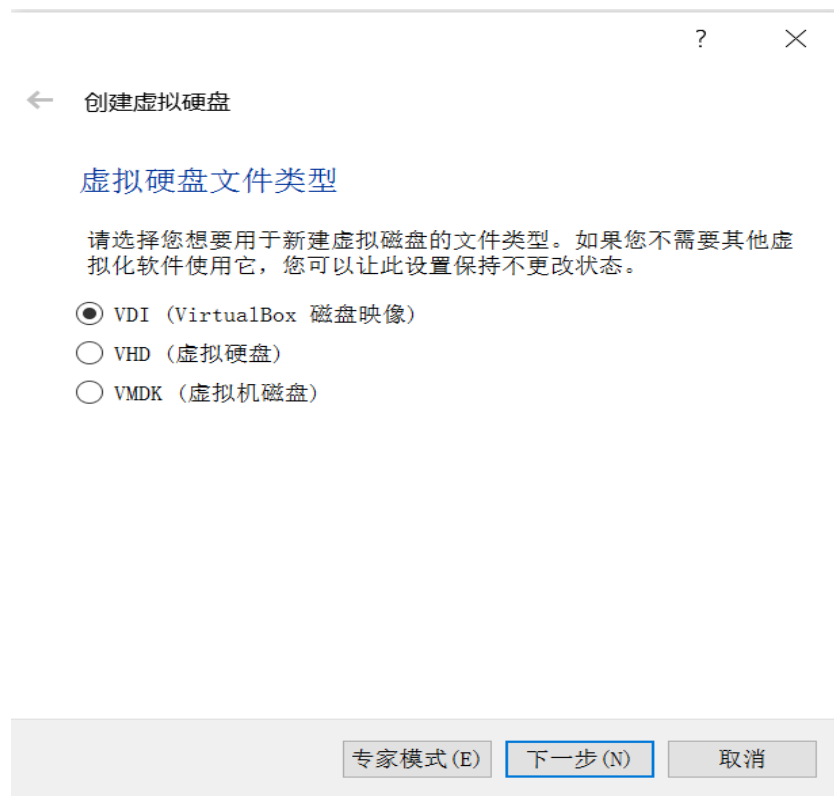 ?
创建虚拟硬盘
虚拟硬盘文件类型
请选择您想要用于新建虚拟磁盘的文件类型。如果您不需要其他虚
拟化软件使用它，您可以让此设置保持不更改状态。
VDI (VirtualBox 磁盘映像)
VHD (虚拟硬盘)
VMDK (虚拟机磁盘)
专家模式(E) 下一步(N) 取消